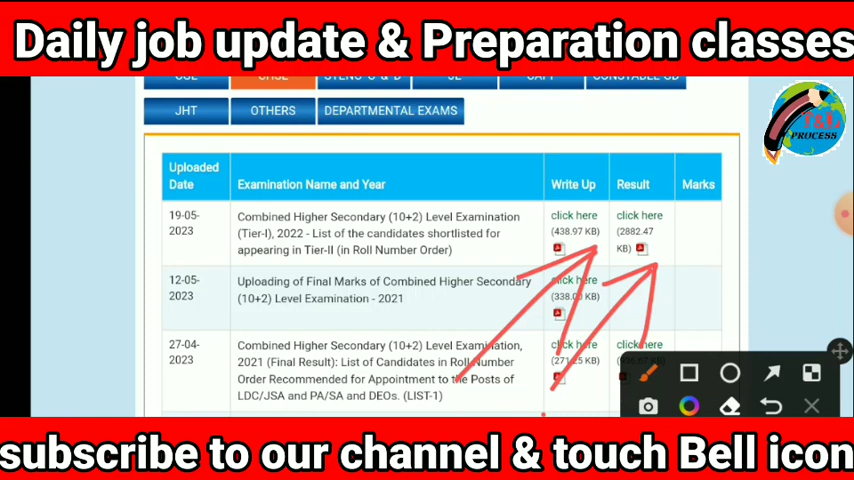 Daily job update & Preparation classes
CHSL
JE
CONSTABLE GD
JHT OTHERS DEPARTMENTAL EXAMS
T&L
PROCESS
Uploaded Date Examination Name and Year Write Up Result Marks
19-05-2023
Combined Higher Secondary (10+2) Level Examination
(Tier-I), 2022 - List of the candidates shortlisted for
appearing in Tier-II (in Roll Number Order)
click here
(438.97 KB)
click here
(2882.47
KB)
12-05-2023
Uploading of Final Marks of Combined Higher Secondary
(10+2) Level Examination - 2021
click here
27-04-2023
Combined Higher Secondary (10+2) Level Examination,
2021 (Final Result): List of Candidates in Roll Number
Order Recommended for Appointment to the Posts of
LDC/JSA and PA/SA and DEOs. (LIST-1)
click here
click here
subscribe to our channel & touch Bell icon